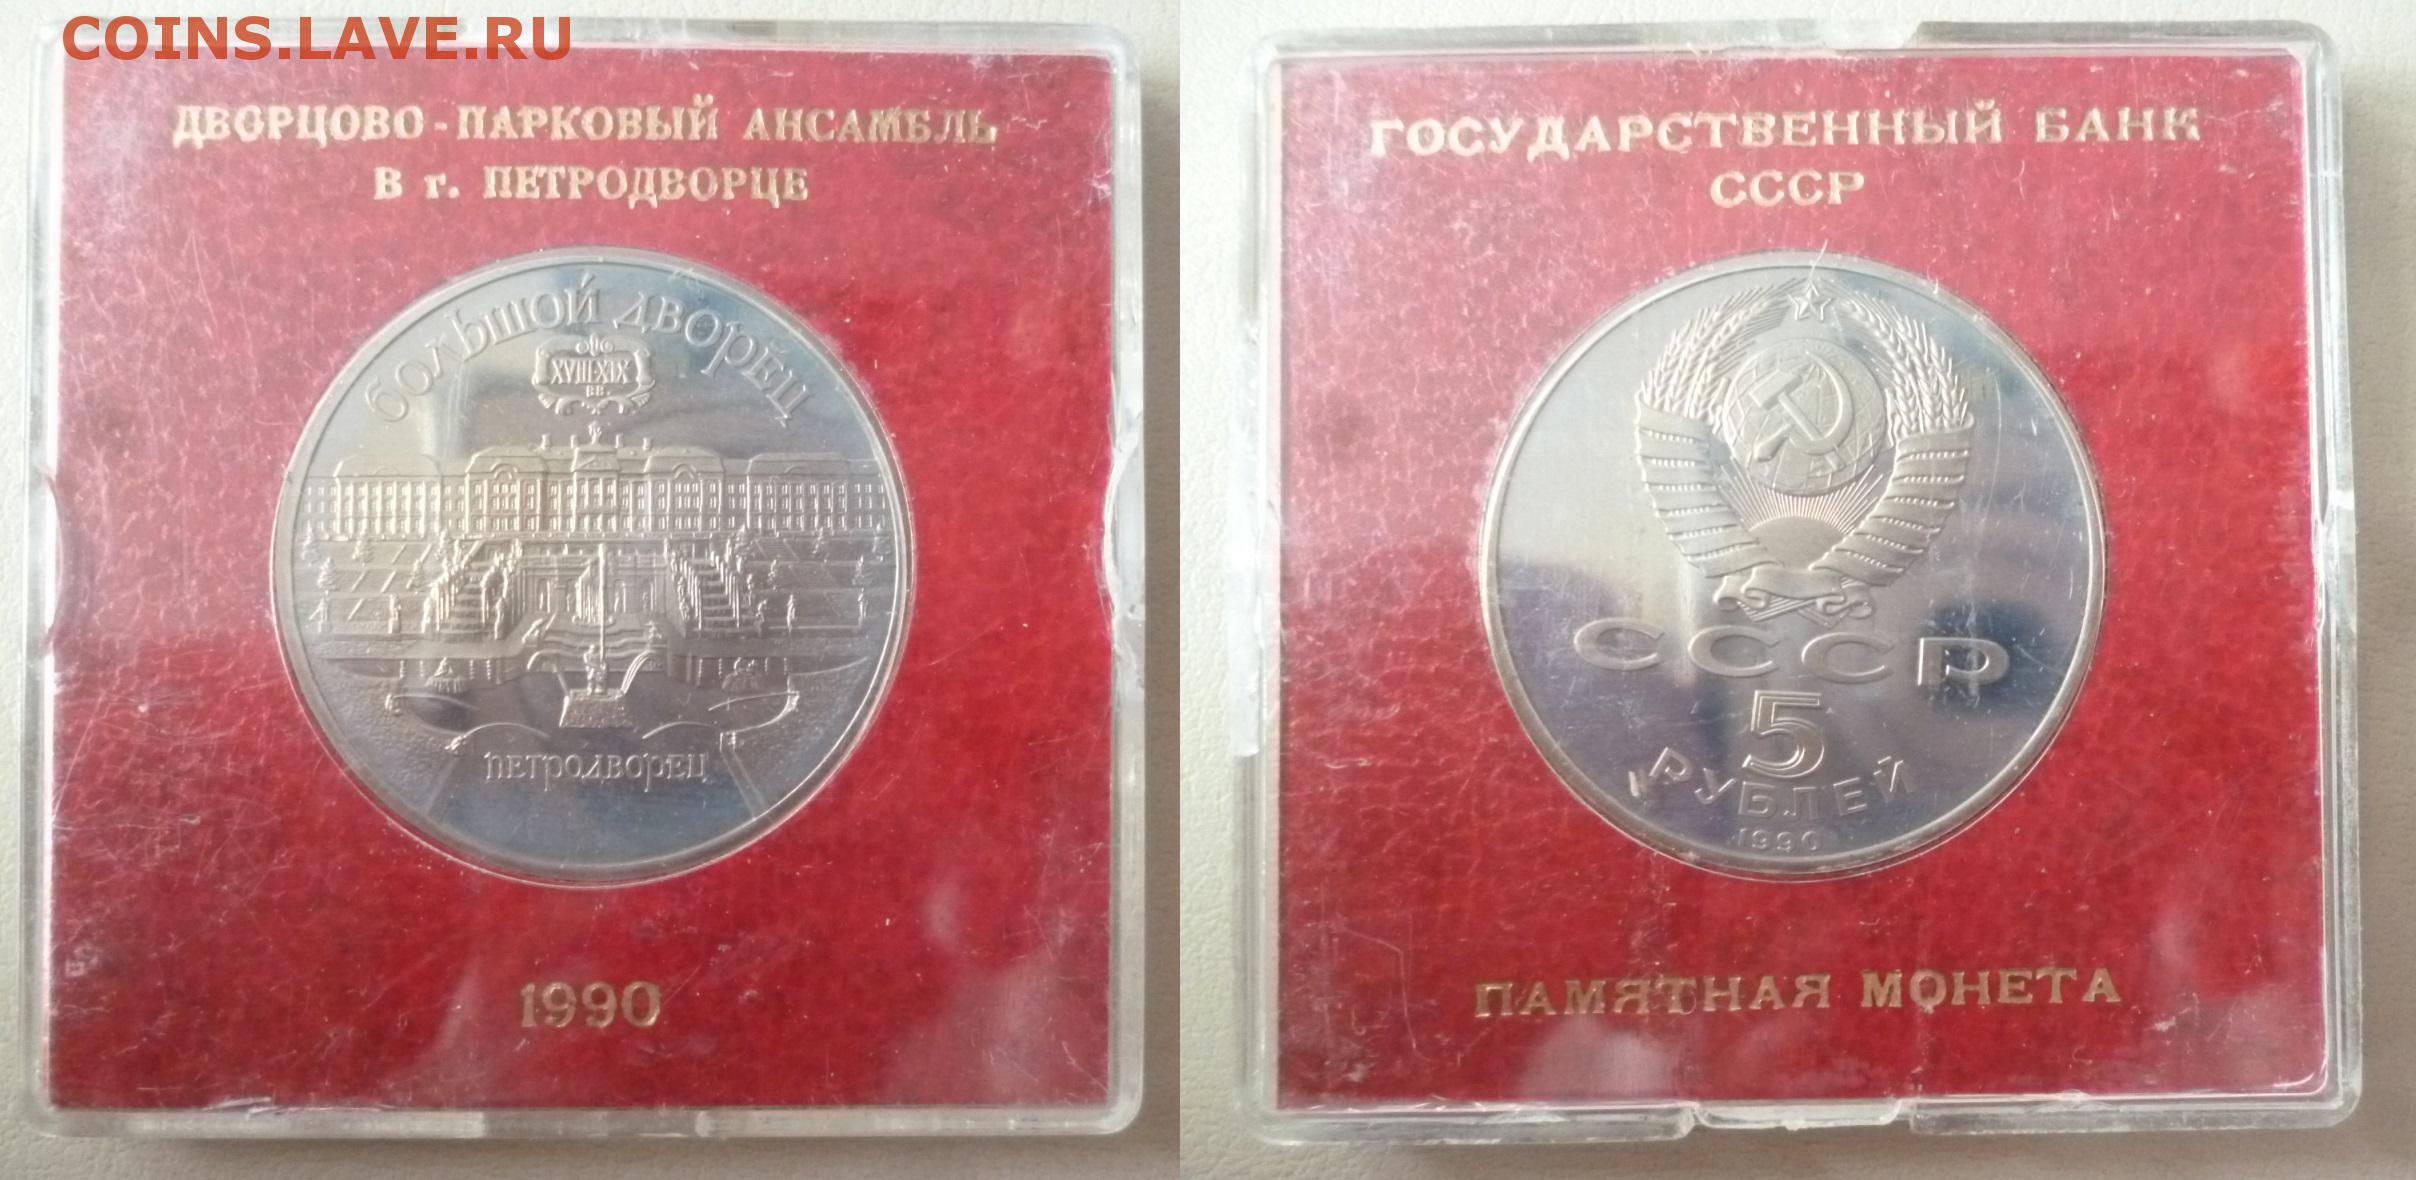 COINS.LAVE.RU
ДВОРЦОВО-ПАРКОВЫЙ АНСАМБЛЬ
В г. ПЕТРОДВОРЦЕ
большой дворец
XVIII-XIX
ВВ.
петродворец
1990
ГОСУДАРСТВЕННЫЙ БАНК
СССР
СССР
5
РУБЛЕЙ
1990
ПАМЯТНАЯ МОНЕТА